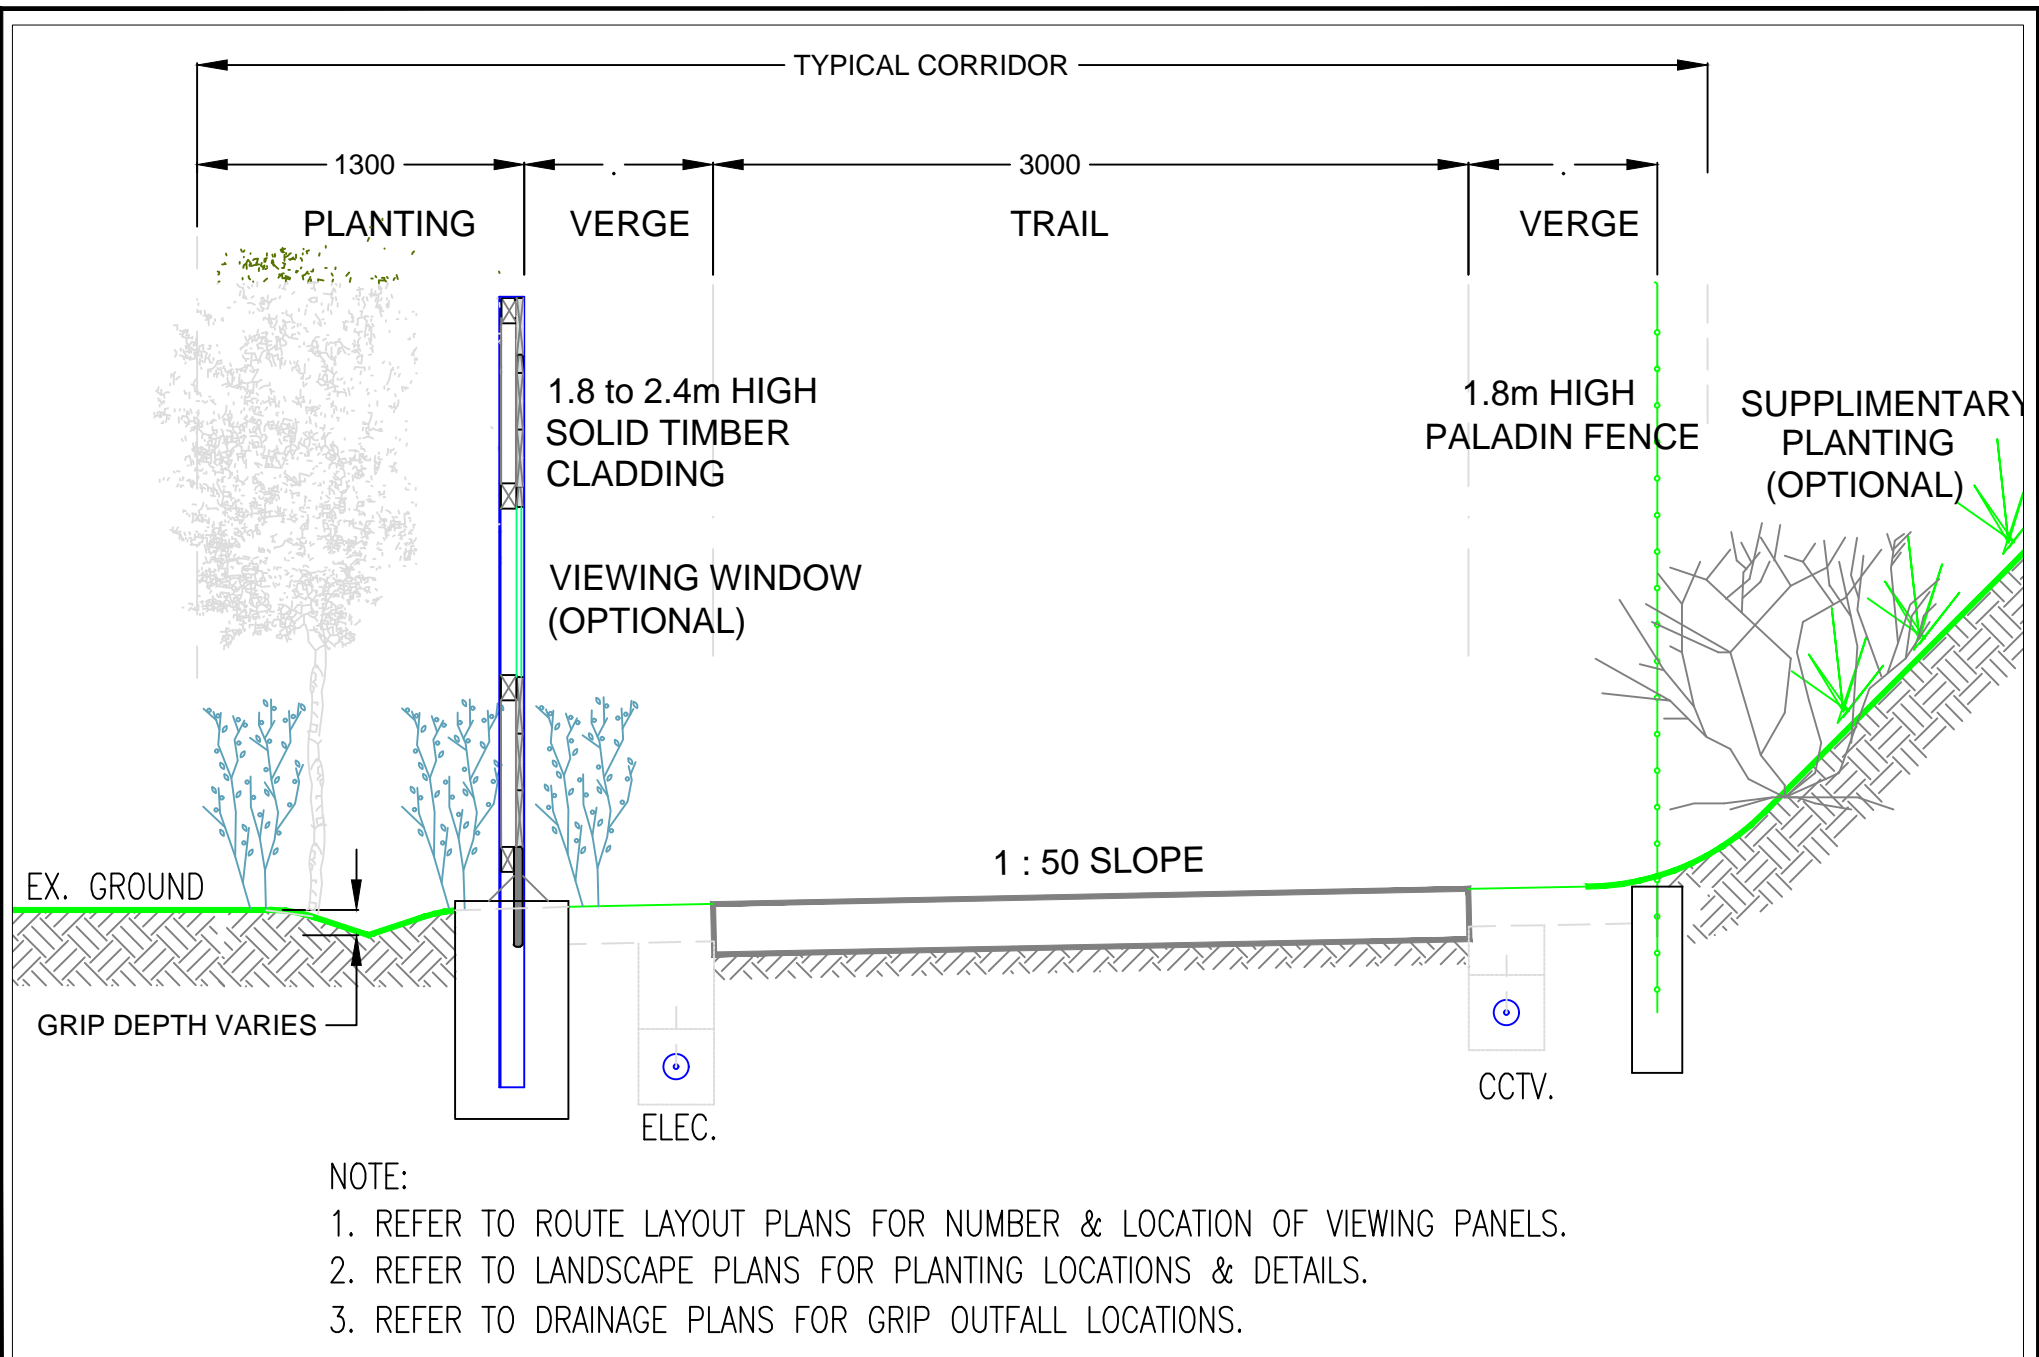 TYPICAL CORRIDOR
1300
.
3000
.
PLANTING
VERGE
TRAIL
VERGE
1.8 to 2.4m HIGH
SOLID TIMBER
CLADDING
1.8m HIGH
PALADIN FENCE
SUPPLIMENTARY
PLANTING
(OPTIONAL)
VIEWING WINDOW
(OPTIONAL)
1 : 50 SLOPE
EX. GROUND
GRIP DEPTH VARIES
ELEC.
CCTV.
NOTE:
1. REFER TO ROUTE LAYOUT PLANS FOR NUMBER & LOCATION OF VIEWING PANELS.
2. REFER TO LANDSCAPE PLANS FOR PLANTING LOCATIONS & DETAILS.
3. REFER TO DRAINAGE PLANS FOR GRIP OUTFALL LOCATIONS.